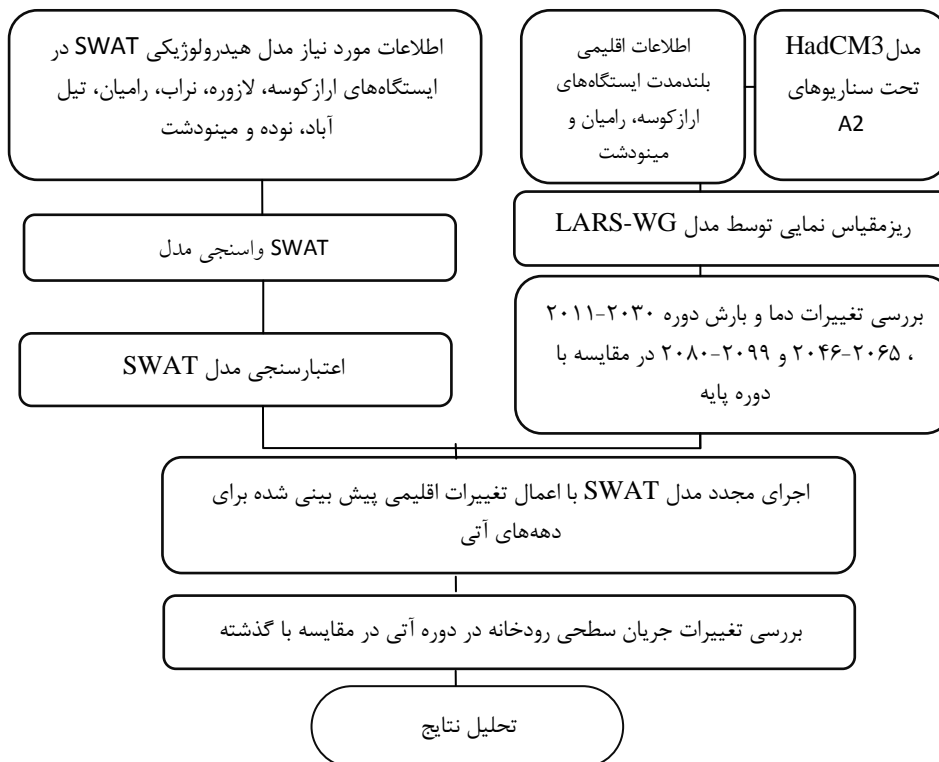 مدل HadCM3
تحت سناریوهای
A2
اطلاعات اقلیمی
بلندمدت ایستگاه‌های
ارازکوسه، رامیان و
مینودشت
اطلاعات مورد نیاز مدل هیدرولوژیکی SWAT در
ایستگاه‌های ارازکوسه، لازوره، نراب، رامیان، تیل
آباد، نوده و مینودشت
ریزمقیاس نمایی توسط مدل LARS-WG
SWAT واسنجی مدل
بررسی تغییرات دما و بارش دوره ۲۰۳۰-۲۰۱۱
، ۲۰۶۵-۲۰۴۶ و ۲۰۹۹-۲۰۸۰ در مقایسه با
دوره پایه
اعتبارسنجی مدل SWAT
اجرای مجدد مدل SWAT با اعمال تغییرات اقلیمی پیش بینی شده برای
دهه‌های آتی
بررسی تغییرات جریان سطحی رودخانه در دوره آتی در مقایسه با گذشته
تحلیل نتایج